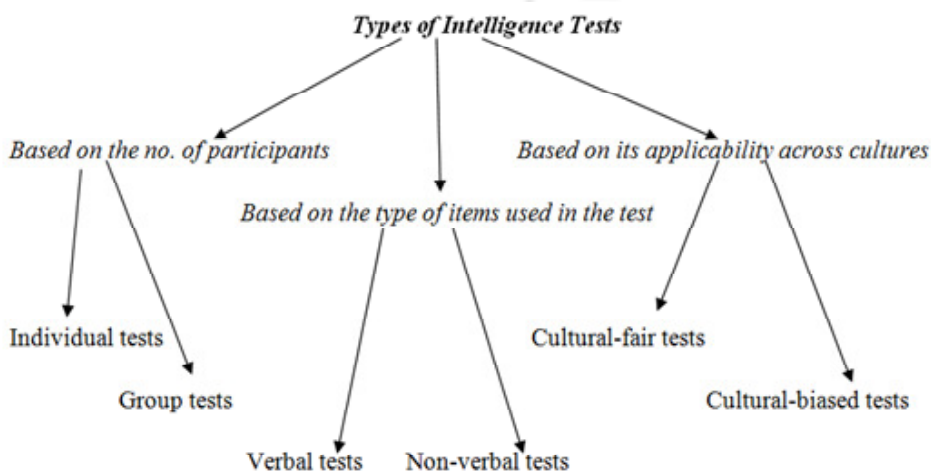 Types of Intelligence Tests
Based on the no. of participants
Based on its applicability across cultures
Based on the type of items used in the test
Individual tests
Cultural-fair tests
Group tests
Cultural-biased tests
Verbal tests
Non-verbal tests